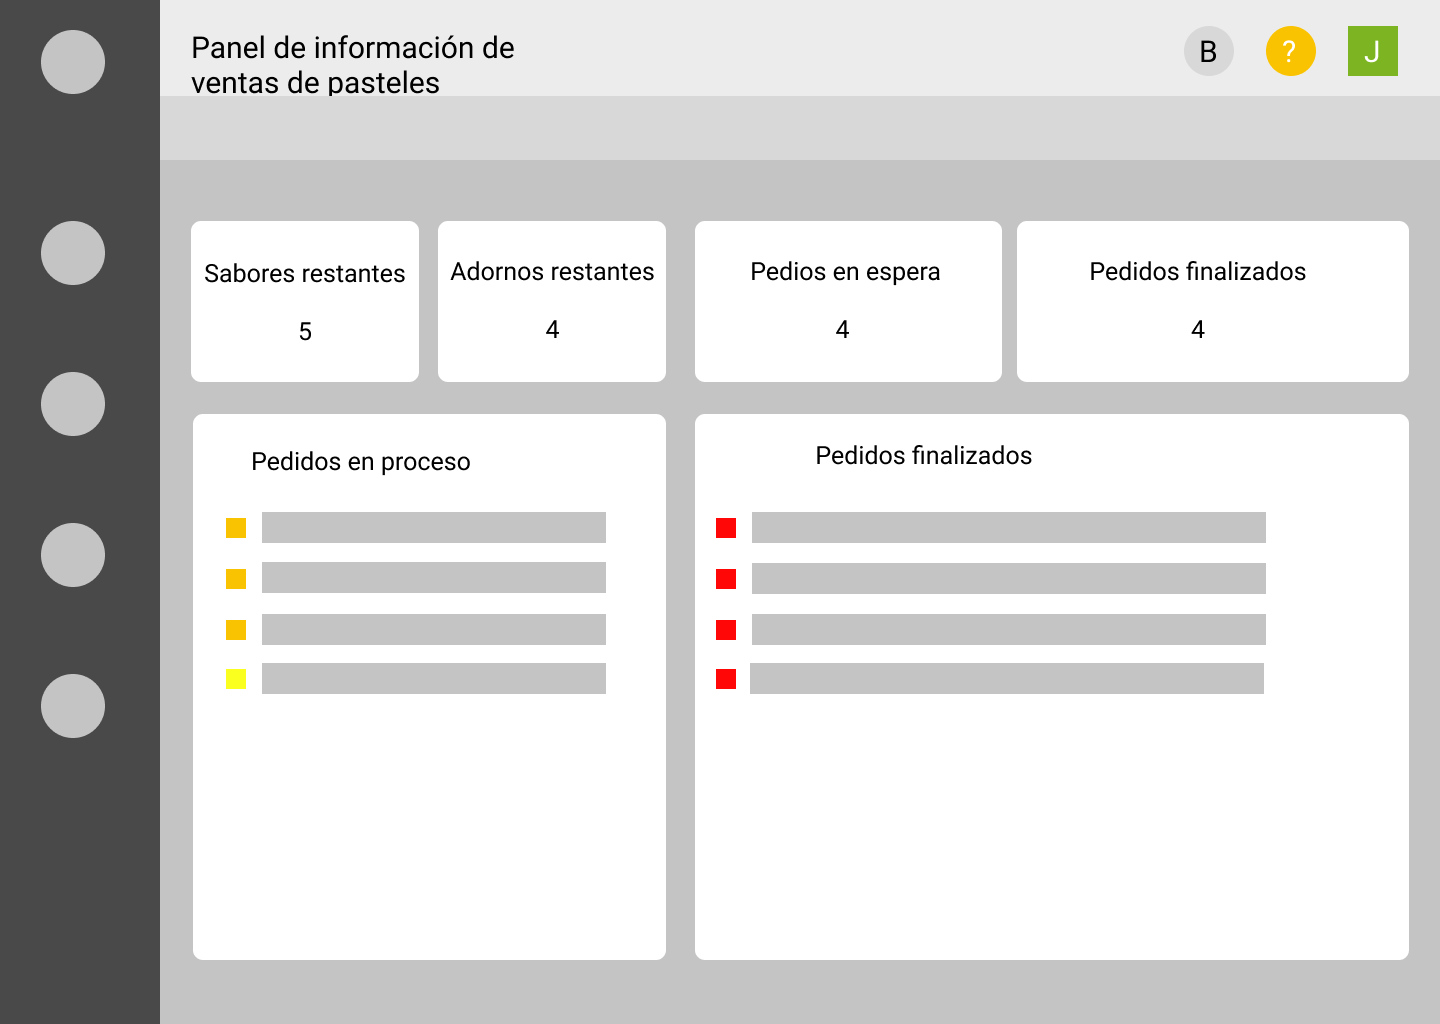 Panel de información de
ventas de pasteles
B
?
J
Sabores restantes
5
Adornos restantes
4
Pedios en espera
4
Pedidos finalizados
4
Pedidos en proceso
Pedidos finalizados